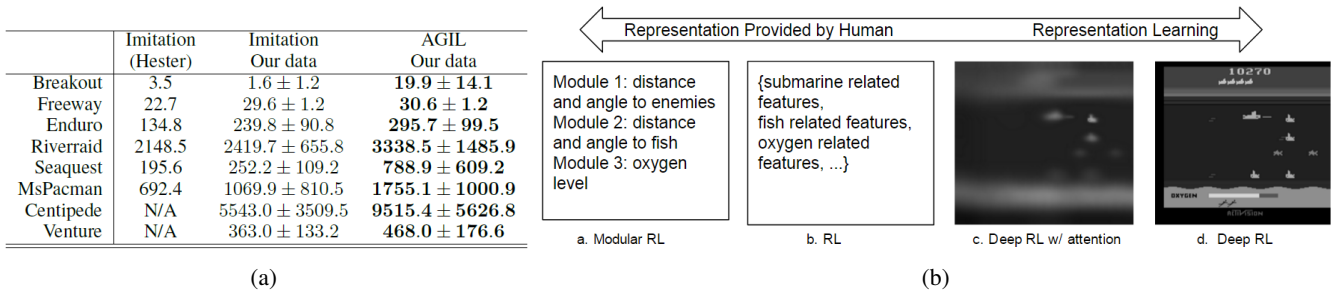 Imitation Imitation AGIL
(Hester) Our data Our data
Breakout 3.5 1.6 ± 1.2 19.9 ± 14.1
Freeway 22.7 29.6 ± 1.2 30.6 ± 1.2
Enduro 134.8 239.8 ± 90.8 295.7 ± 99.5
Riverraid 2148.5 2419.7 ± 655.8 3338.5 ± 1485.9
Seaquest 195.6 252.2 ± 109.2 788.9 ± 609.2
MsPacman 692.4 1069.9 ± 810.5 1755.1 ± 1000.9
Centipede N/A 5543.0 ± 3509.5 9515.4 ± 5626.8
Venture N/A 363.0 ± 133.2 468.0 ± 176.6
(a)
Representation Provided by Human Representation Learning
Module 1: distance
and angle to enemies
Module 2: distance
and angle to fish
Module 3: oxygen
level
a. Modular RL
{submarine related
features,
fish related features,
oxygen related
features, ...}
b. RL
c. Deep RL w/ attention
10270
OXYGEN
ACTIVISION
d. Deep RL
(b)